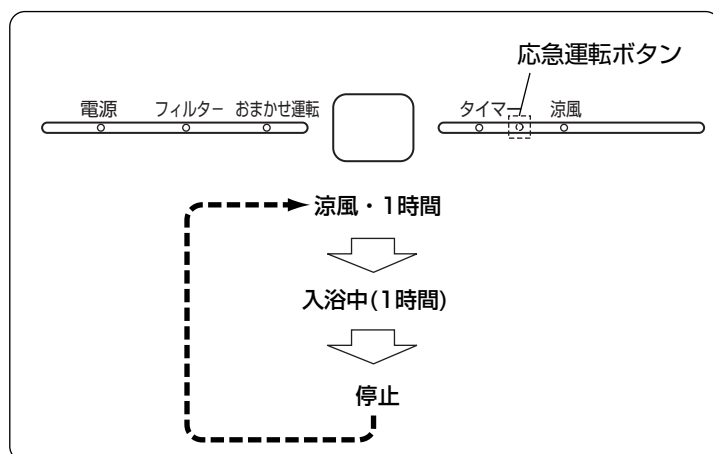 応急運転ボタン
電源 フィルター おまかせ運転 タイマー 涼風
涼風・1時間
入浴中(1時間)
停止